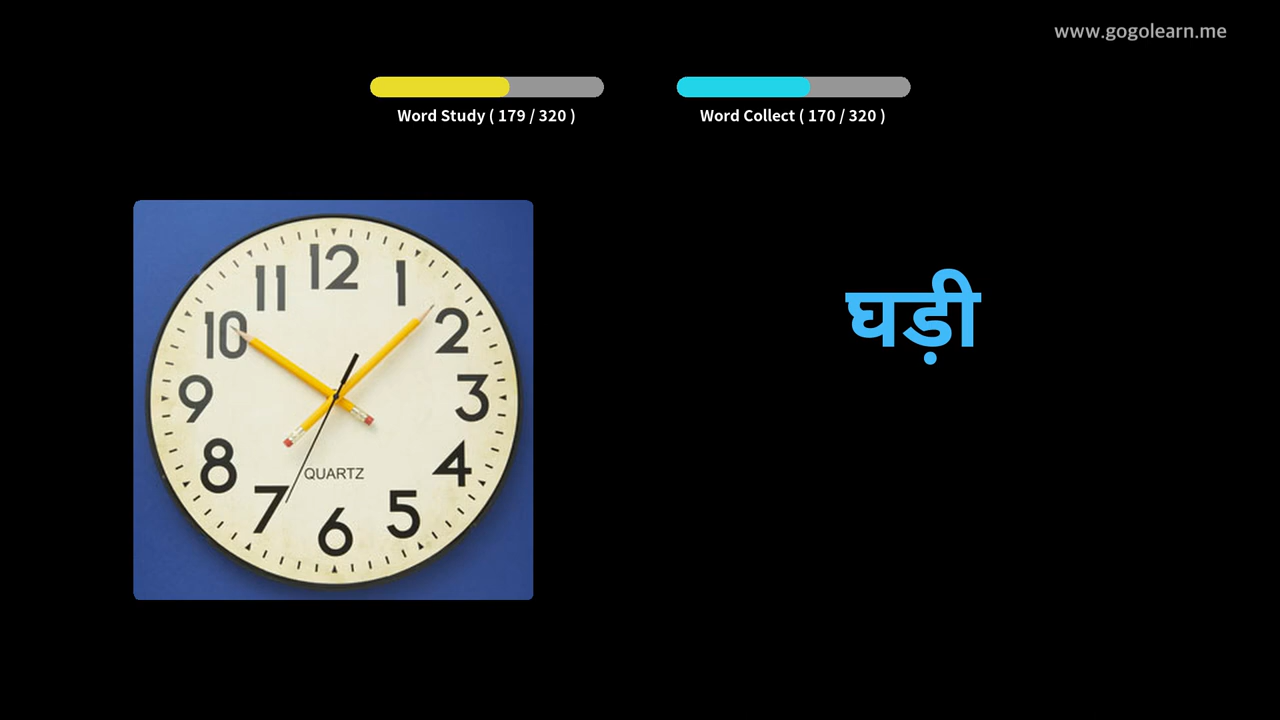 www.gogolearn.me
Word Study ( 179 / 320 )
Word Collect ( 170 / 320 )
12
11
1
10
2
घड़ी
9
3
8
4
QUARTZ
7
5
6